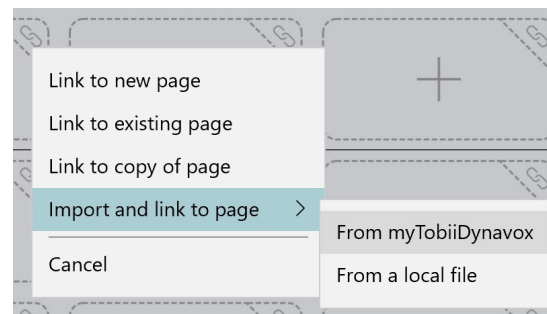 Link to new page
Link to existing page
Link to copy of page
Import and link to page
From myTobiiDynavox
Cancel
From a local file